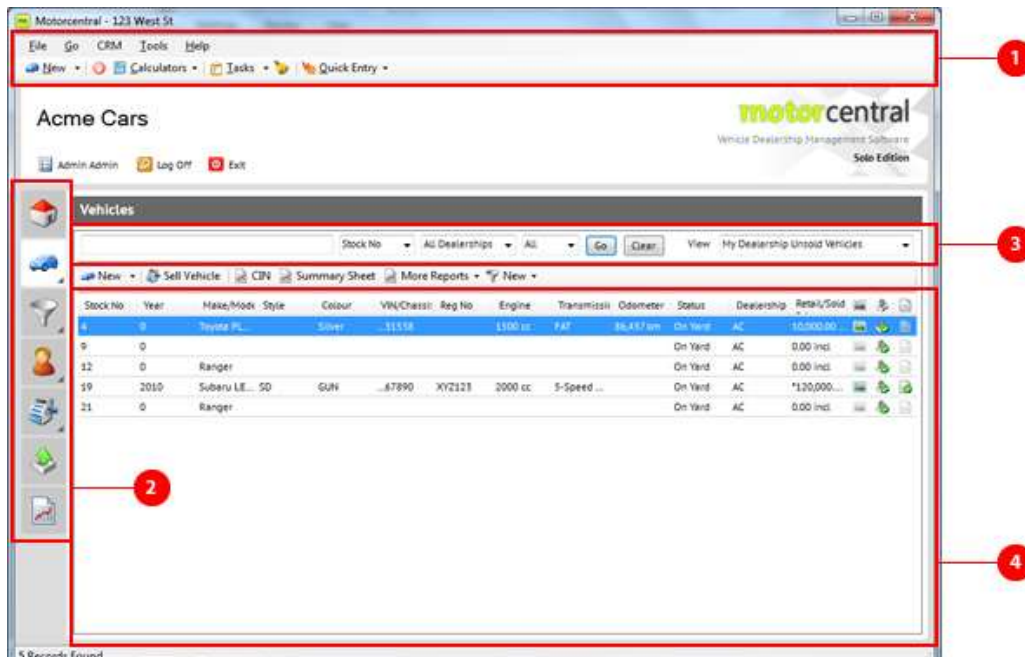 Motorcentral - 123 West St
File Go CRM Tools Help
New Calculators Tasks Quick Entry
1
Acme Cars
motorcentral
Vehicle Dealership Management Software
Solo Edition
Admin Admin Log Off Exit
Vehicles
Stock No All Dealerships All Go Clear View My Dealership Unsold Vehicles
3
New Sell Vehicle CIN Summary Sheet More Reports New
Stock No Year Make/Mode Style Colour VIN/Chassis Reg No Engine Transmissi Odometer Status Dealership Retail/Sold
4 0 Toyota PL... Silver ...31558 1500 cc FAT 86,457 km On Yard AC 10,000.00 ...
9 0 On Yard AC 0.00 incl
12 0 Ranger On Yard AC 0.00 incl
19 2010 Subaru LE... SD GUN ...67890 XYZ123 2000 cc 5-Speed ... On Yard AC *120,000....
21 0 Ranger On Yard AC 0.00 incl
2
4
5 Records Found